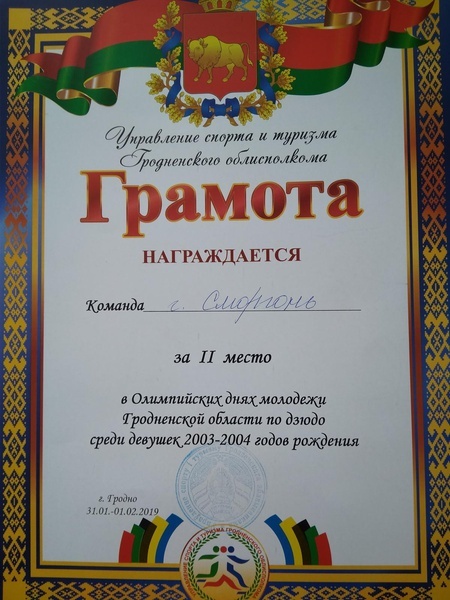 Управление спорта и туризма
Гродненского облисполкома
Грамота
НАГРАЖДАЕТСЯ
Команда г. Сморгонь
за II место
в Олимпийских днях молодежи
Гродненской области по дзюдо
среди девушек 2003-2004 годов рождения
г. Гродно
31.01.-01.02.2019